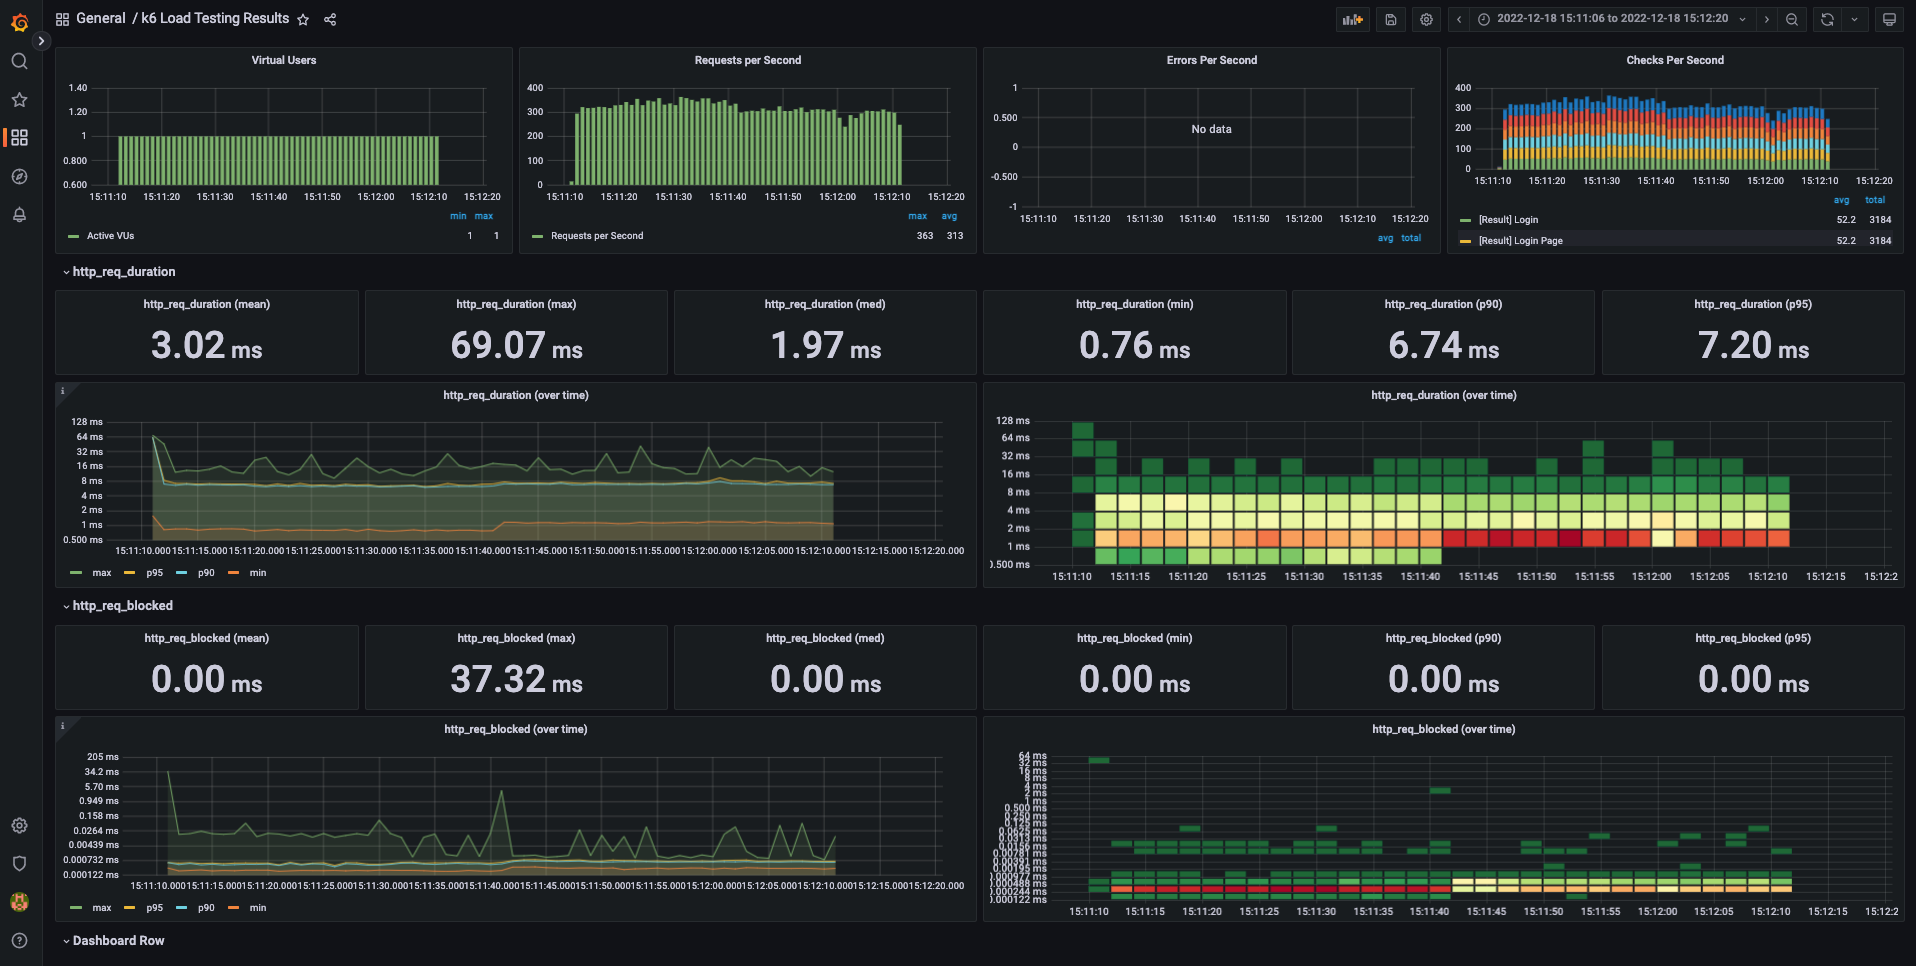 General / k6 Load Testing Results
2022-12-18 15:11:06 to 2022-12-18 15:12:20
Virtual Users
1.40
1.20
1
0.800
0.600
15:11:10 15:11:20 15:11:30 15:11:40 15:11:50 15:12:00 15:12:10 15:12:20
min max
Active VUs 1 1
Requests per Second
400
300
200
100
0
15:11:10 15:11:20 15:11:30 15:11:40 15:11:50 15:12:00 15:12:10 15:12:20
max avg
Requests per Second 363 313
Errors Per Second
1
0.500
0
-0.500
-1
No data
15:11:10 15:11:20 15:11:30 15:11:40 15:11:50 15:12:00 15:12:10 15:12:20
avg total
Checks Per Second
400
300
200
100
0
15:11:10 15:11:20 15:11:30 15:11:40 15:11:50 15:12:00 15:12:10 15:12:20
avg total
[Result] Login 52.2 3184
[Result] Login Page 52.2 3184
http_req_duration
http_req_duration (mean)
3.02 ms
http_req_duration (max)
69.07 ms
http_req_duration (med)
1.97 ms
http_req_duration (min)
0.76 ms
http_req_duration (p90)
6.74 ms
http_req_duration (p95)
7.20 ms
i
http_req_duration (over time)
128 ms
64 ms
32 ms
16 ms
8 ms
4 ms
2 ms
1 ms
0.500 ms
15:11:10.000 15:11:15.000 15:11:20.000 15:11:25.000 15:11:30.000 15:11:35.000 15:11:40.000 15:11:45.000 15:11:50.000 15:11:55.000 15:12:00.000 15:12:05.000 15:12:10.000 15:12:15.000 15:12:20.000
max p95 p90 min
http_req_duration (over time)
128 ms
64 ms
32 ms
16 ms
8 ms
4 ms
2 ms
1 ms
0.500 ms
15:11:10 15:11:15 15:11:20 15:11:25 15:11:30 15:11:35 15:11:40 15:11:45 15:11:50 15:11:55 15:12:00 15:12:05 15:12:10 15:12:15 15:12:2
http_req_blocked
http_req_blocked (mean)
0.00 ms
http_req_blocked (max)
37.32 ms
http_req_blocked (med)
0.00 ms
http_req_blocked (min)
0.00 ms
http_req_blocked (p90)
0.00 ms
http_req_blocked (p95)
0.00 ms
i
http_req_blocked (over time)
205 ms
34.2 ms
5.70 ms
0.949 ms
0.158 ms
0.0264 ms
0.00439 ms
0.000732 ms
0.000122 ms
15:11:10.000 15:11:15.000 15:11:20.000 15:11:25.000 15:11:30.000 15:11:35.000 15:11:40.000 15:11:45.000 15:11:50.000 15:11:55.000 15:12:00.000 15:12:05.000 15:12:10.000 15:12:15.000 15:12:20.000
max p95 p90 min
http_req_blocked (over time)
64 ms
32 ms
16 ms
8 ms
4 ms
2 ms
1 ms
0.500 ms
0.250 ms
0.125 ms
0.0625 ms
0.0313 ms
0.0156 ms
0.00781 ms
0.00391 ms
0.00195 ms
0.000977 ms
0.000488 ms
0.000244 ms
0.000122 ms
15:11:10 15:11:15 15:11:20 15:11:25 15:11:30 15:11:35 15:11:40 15:11:45 15:11:50 15:11:55 15:12:00 15:12:05 15:12:10 15:12:15 15:12:2
Dashboard Row